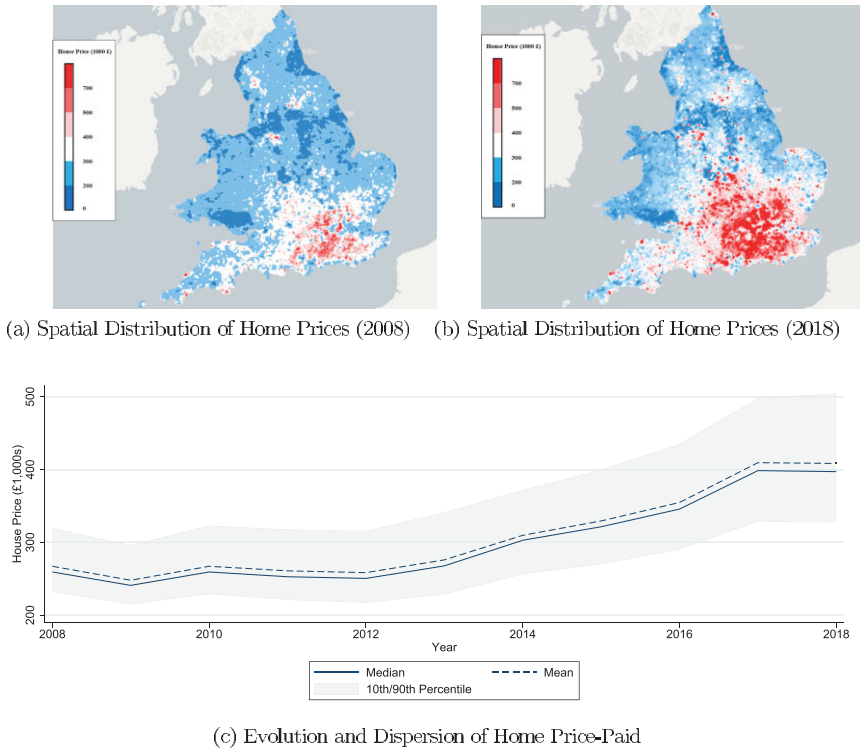 House Price (1000 £)
700
500
400
300
200
0
House Price (1000 £)
700
500
400
300
200
0
(a) Spatial Distribution of Home Prices (2008)
(b) Spatial Distribution of Home Prices (2018)
House Price (£1,000s)
500
400
300
200
2008
2010
2012
2014
2016
2018
Year
Median
Mean
10th/90th Percentile
(c) Evolution and Dispersion of Home Price-Paid